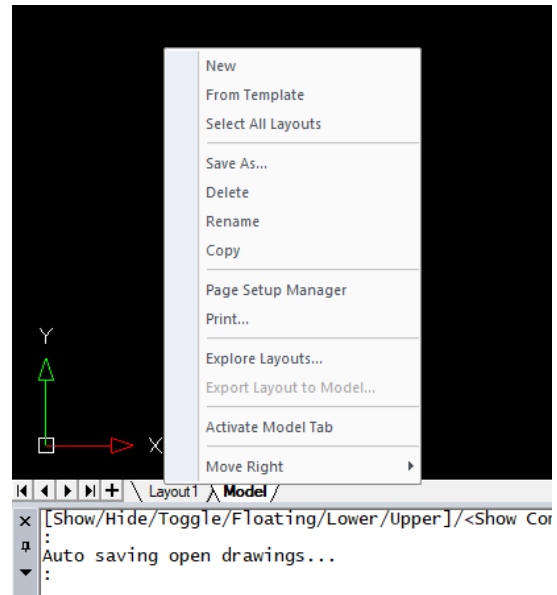 New
From Template
Select All Layouts
Save As...
Delete
Rename
Copy
Page Setup Manager
Print...
Explore Layouts...
Export Layout to Model...
Activate Model Tab
Move Right
Y
X
Layout1 Model
[Show/Hide/Toggle/Floating/Lower/Upper]/<Show
:
Auto saving open drawings...
: